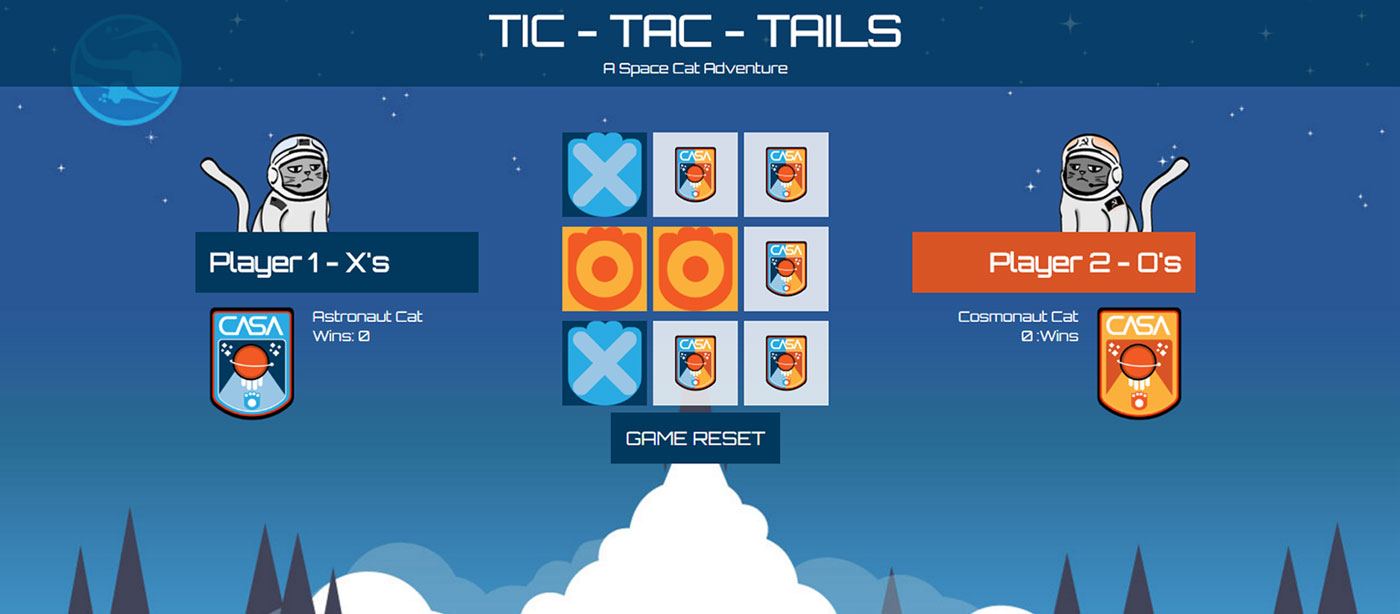 TIC - TAC - TAILS
A Space Cat Adventure
X
CASA
CASA
O
O
CASA
X
CASA
CASA
Player 1 - X's
CASA
Astronaut Cat
Wins: 0
Player 2 - O's
Cosmonaut Cat
0 :Wins
CASA
GAME RESET